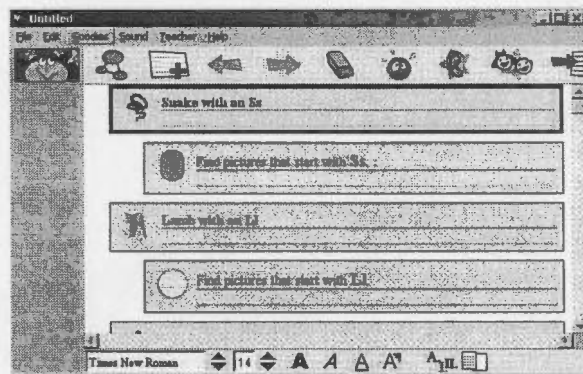 Untitled
File Edit Goodies Sound Teacher Help
Snake with an Ss
Find pictures that start with Ss.
Lamb with an Ll
Find pictures that start with Ll.
Times New Roman 14 A A A A